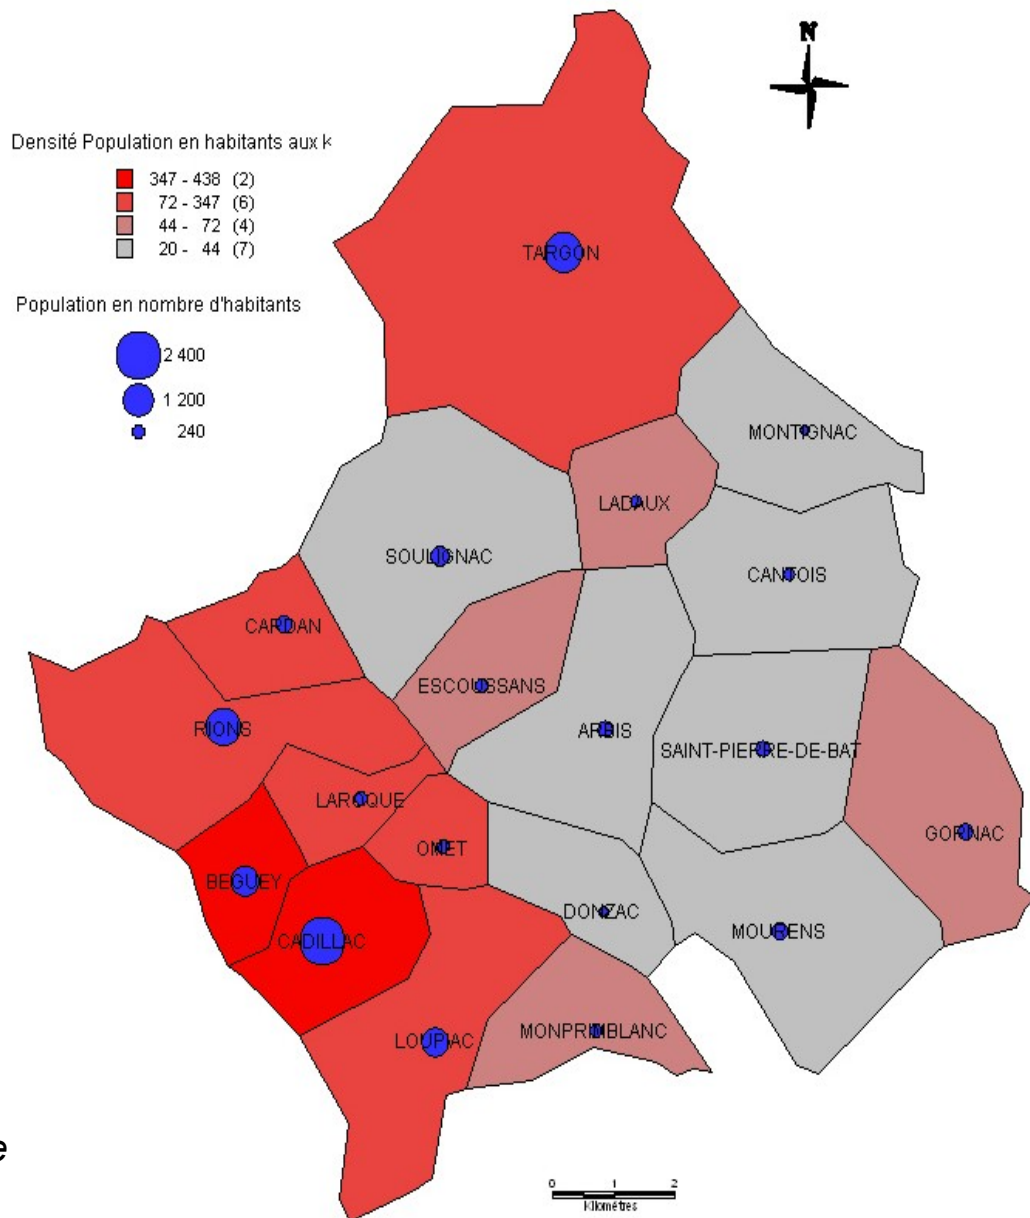 N
Densité Population en habitants aux k
347 - 438 (2)
72 - 347 (6)
44 - 72 (4)
20 - 44 (7)
Population en nombre d'habitants
2 400
1 200
240
TARGON
MONTIGNAC
LADAUX
SOULIGNAC
CANTOIS
CARDAN
ESCOUSSANS
RIONS
ARBIS
SAINT-PIERRE-DE-BAT
LAROQUE
GORNAC
OMET
BEGUEY
DONZAC
MOURENS
CADILLAC
MONPRIMBLANC
LOUPIAC
e
0 1 2
Kilomètres